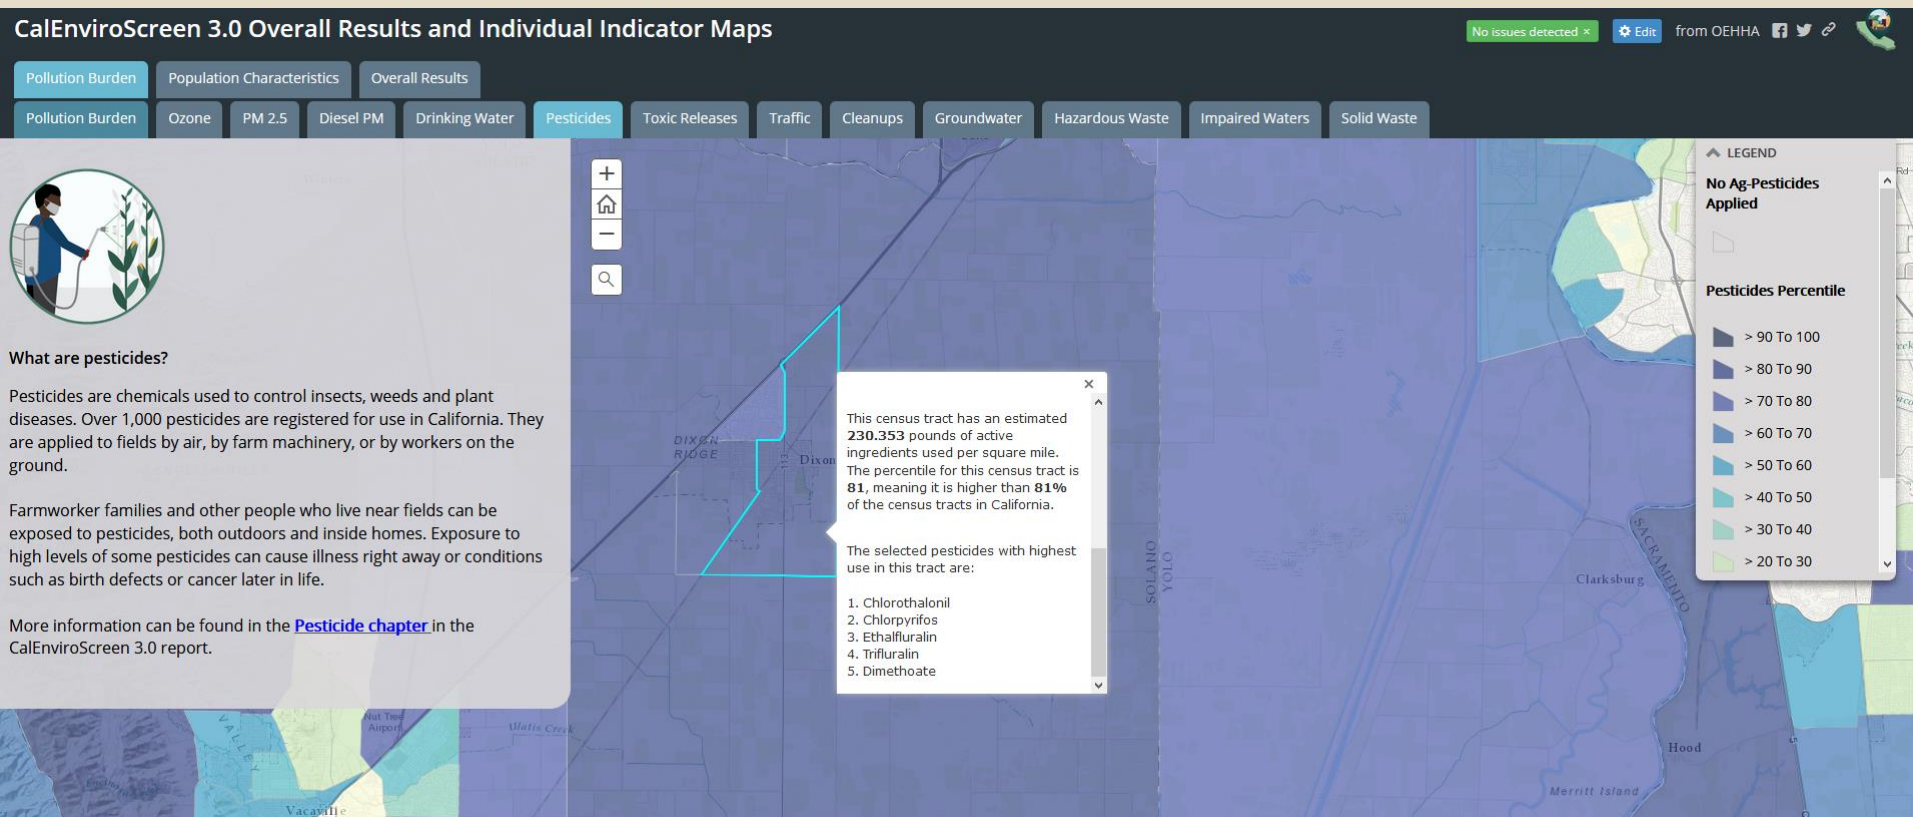 CalEnviroScreen 3.0 Overall Results and Individual Indicator Maps
No issues detected ×
Edit
from OEHHA
Pollution Burden
Population Characteristics
Overall Results
Pollution Burden
Ozone
PM 2.5
Diesel PM
Drinking Water
Pesticides
Toxic Releases
Traffic
Cleanups
Groundwater
Hazardous Waste
Impaired Waters
Solid Waste
What are pesticides?
Pesticides are chemicals used to control insects, weeds and plant
diseases. Over 1,000 pesticides are registered for use in California. They
are applied to fields by air, by farm machinery, or by workers on the
ground.
Farmworker families and other people who live near fields can be
exposed to pesticides, both outdoors and inside homes. Exposure to
high levels of some pesticides can cause illness right away or conditions
such as birth defects or cancer later in life.
More information can be found in the Pesticide chapter in the
CalEnviroScreen 3.0 report.
+
−
DIXON
RIDGE
Dixon
113
×
This census tract has an estimated
230.353 pounds of active
ingredients used per square mile.
The percentile for this census tract is
81, meaning it is higher than 81%
of the census tracts in California.
The selected pesticides with highest
use in this tract are:
1. Chlorothalonil
2. Chlorpyrifos
3. Ethalfluralin
4. Trifluralin
5. Dimethoate
SOLANO
YOLO
SACRAMENTO
Clarksburg
Hood
Merritt Island
Nut Tree
Airport
Ulatis Creek
VALLEY
Vacaville
LEGEND
No Ag-Pesticides
Applied
Pesticides Percentile
> 90 To 100
> 80 To 90
> 70 To 80
> 60 To 70
> 50 To 60
> 40 To 50
> 30 To 40
> 20 To 30
Rd